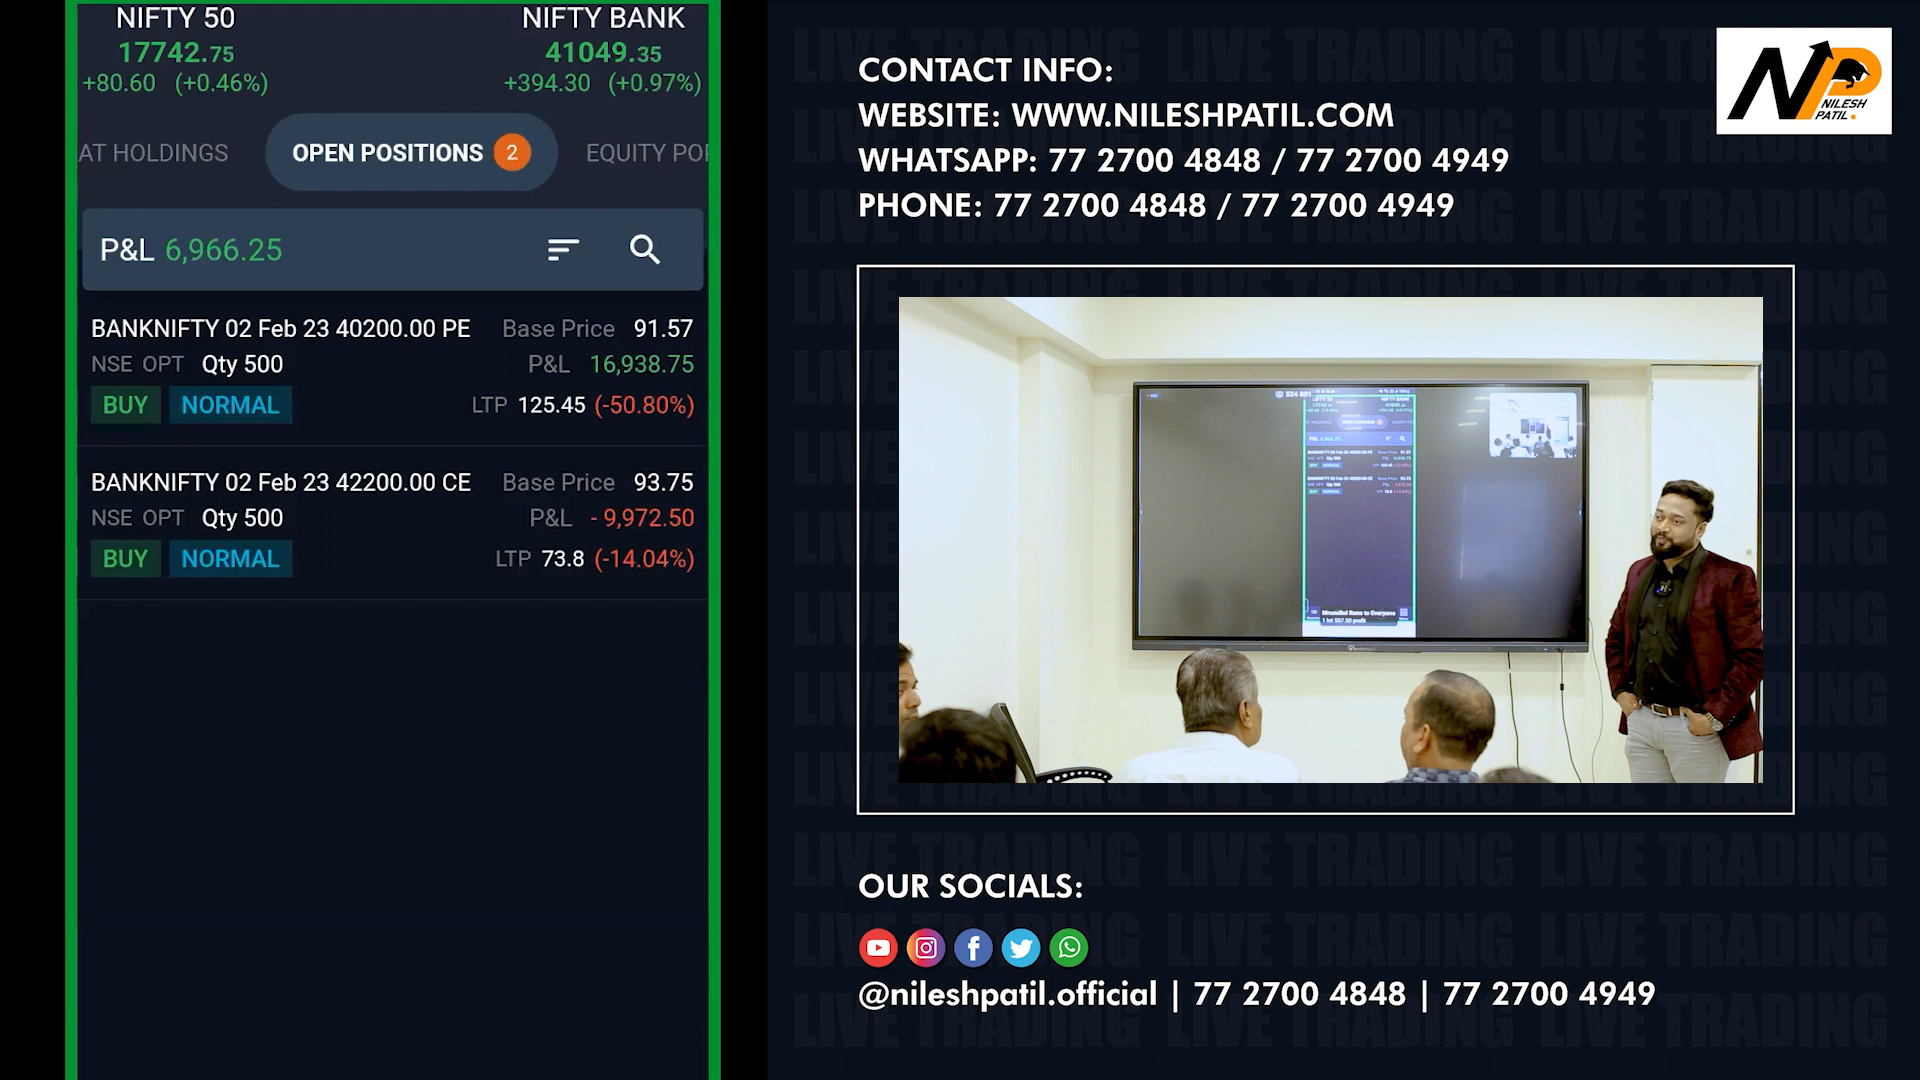 NIFTY 50
NIFTY BANK
17742.75
41049.35
+80.60 (+0.46%)
+394.30 (+0.97%)
AT HOLDINGS
OPEN POSITIONS 2
EQUITY
P&L 6,966.25
BANKNIFTY 02 Feb 23 40200.00 PE Base Price 91.57
NSE OPT Qty 500 P&L 16,938.75
BUY NORMAL LTP 125.45 (-50.80%)
BANKNIFTY 02 Feb 23 42200.00 CE Base Price 93.75
NSE OPT Qty 500 P&L - 9,972.50
BUY NORMAL LTP 73.8 (-14.04%)
CONTACT INFO:
WEBSITE: WWW.NILESHPATIL.COM
WHATSAPP: 77 2700 4848 / 77 2700 4949
PHONE: 77 2700 4848 / 77 2700 4949
NP
NILESH
PATIL.
OUR SOCIALS:
@nileshpatil.official | 77 2700 4848 | 77 2700 4949
LIVE TRADING